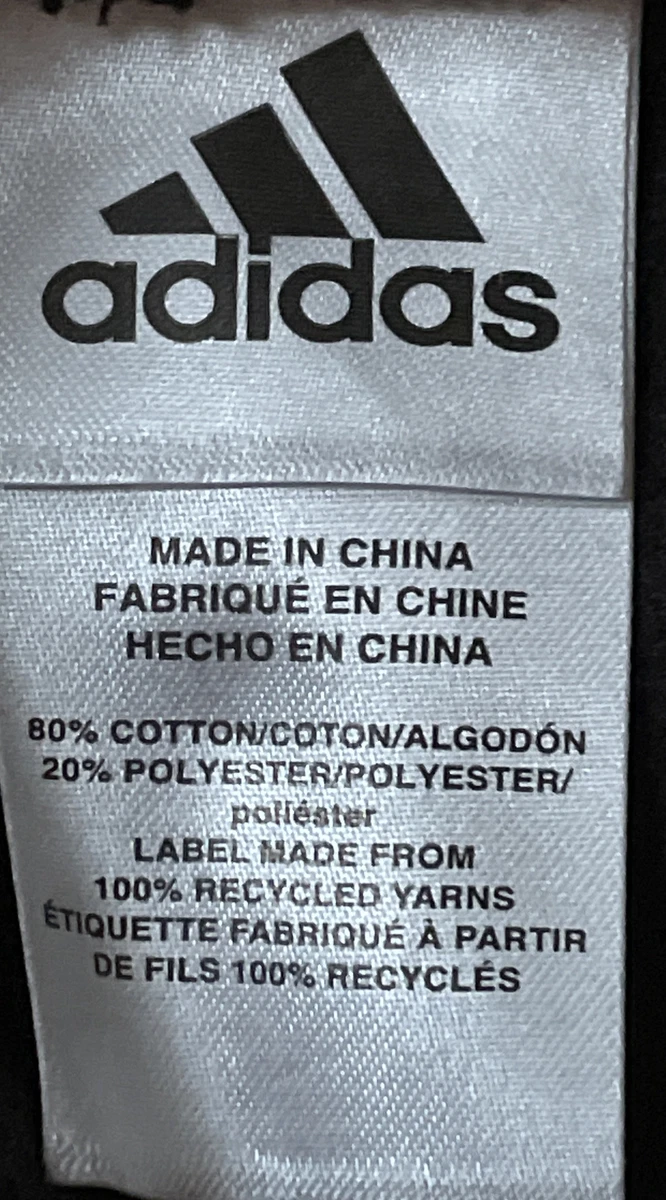 adidas
MADE IN CHINA
FABRIQUÉ EN CHINE
HECHO EN CHINA
80% COTTON/COTON/ALGODÓN
20% POLYESTER/POLYESTER/
poliéster
LABEL MADE FROM
100% RECYCLED YARNS
ÉTIQUETTE FABRIQUÉ À PARTIR
DE FILS 100% RECYCLÉS